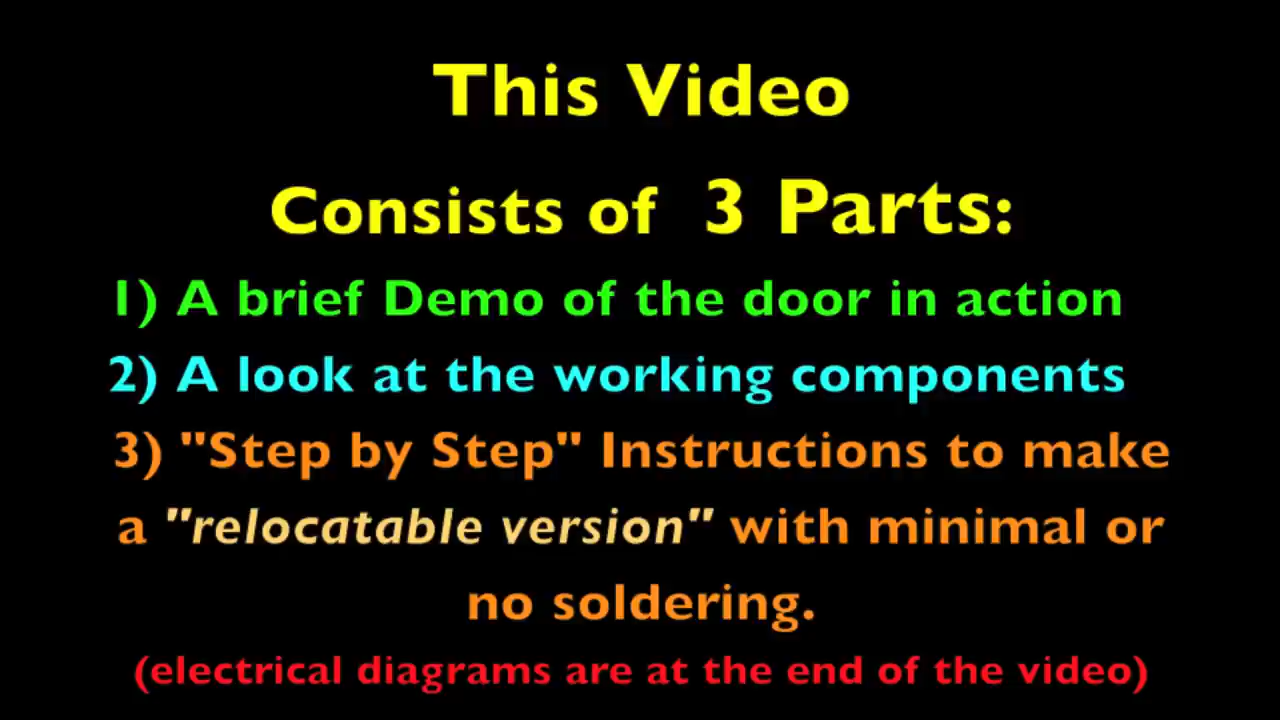 This Video
Consists of 3 Parts:
1) A brief Demo of the door in action
2) A look at the working components
3) "Step by Step" Instructions to make
a "relocatable version" with minimal or
no soldering.
(electrical diagrams are at the end of the video)